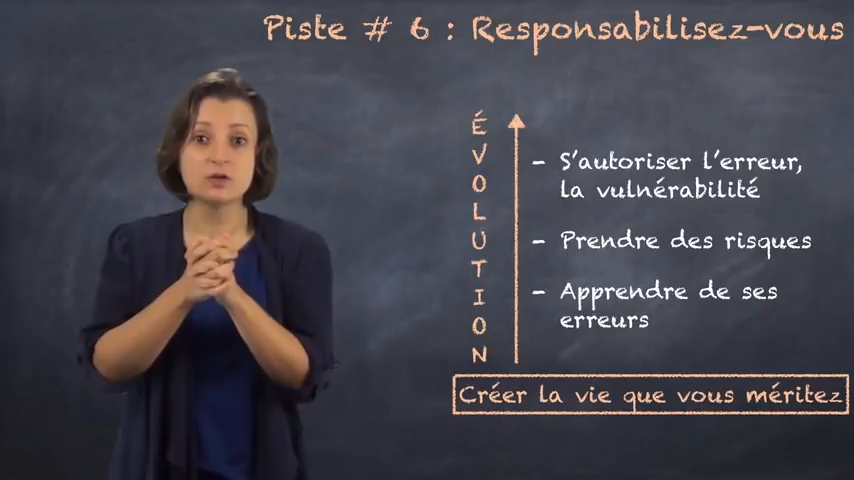 Piste # 6 : Responsabilisez-vous
ÉVOLUTION
- S'autoriser l'erreur,
la vulnérabilité
- Prendre des risques
- Apprendre de ses
erreurs
Créer la vie que vous méritez